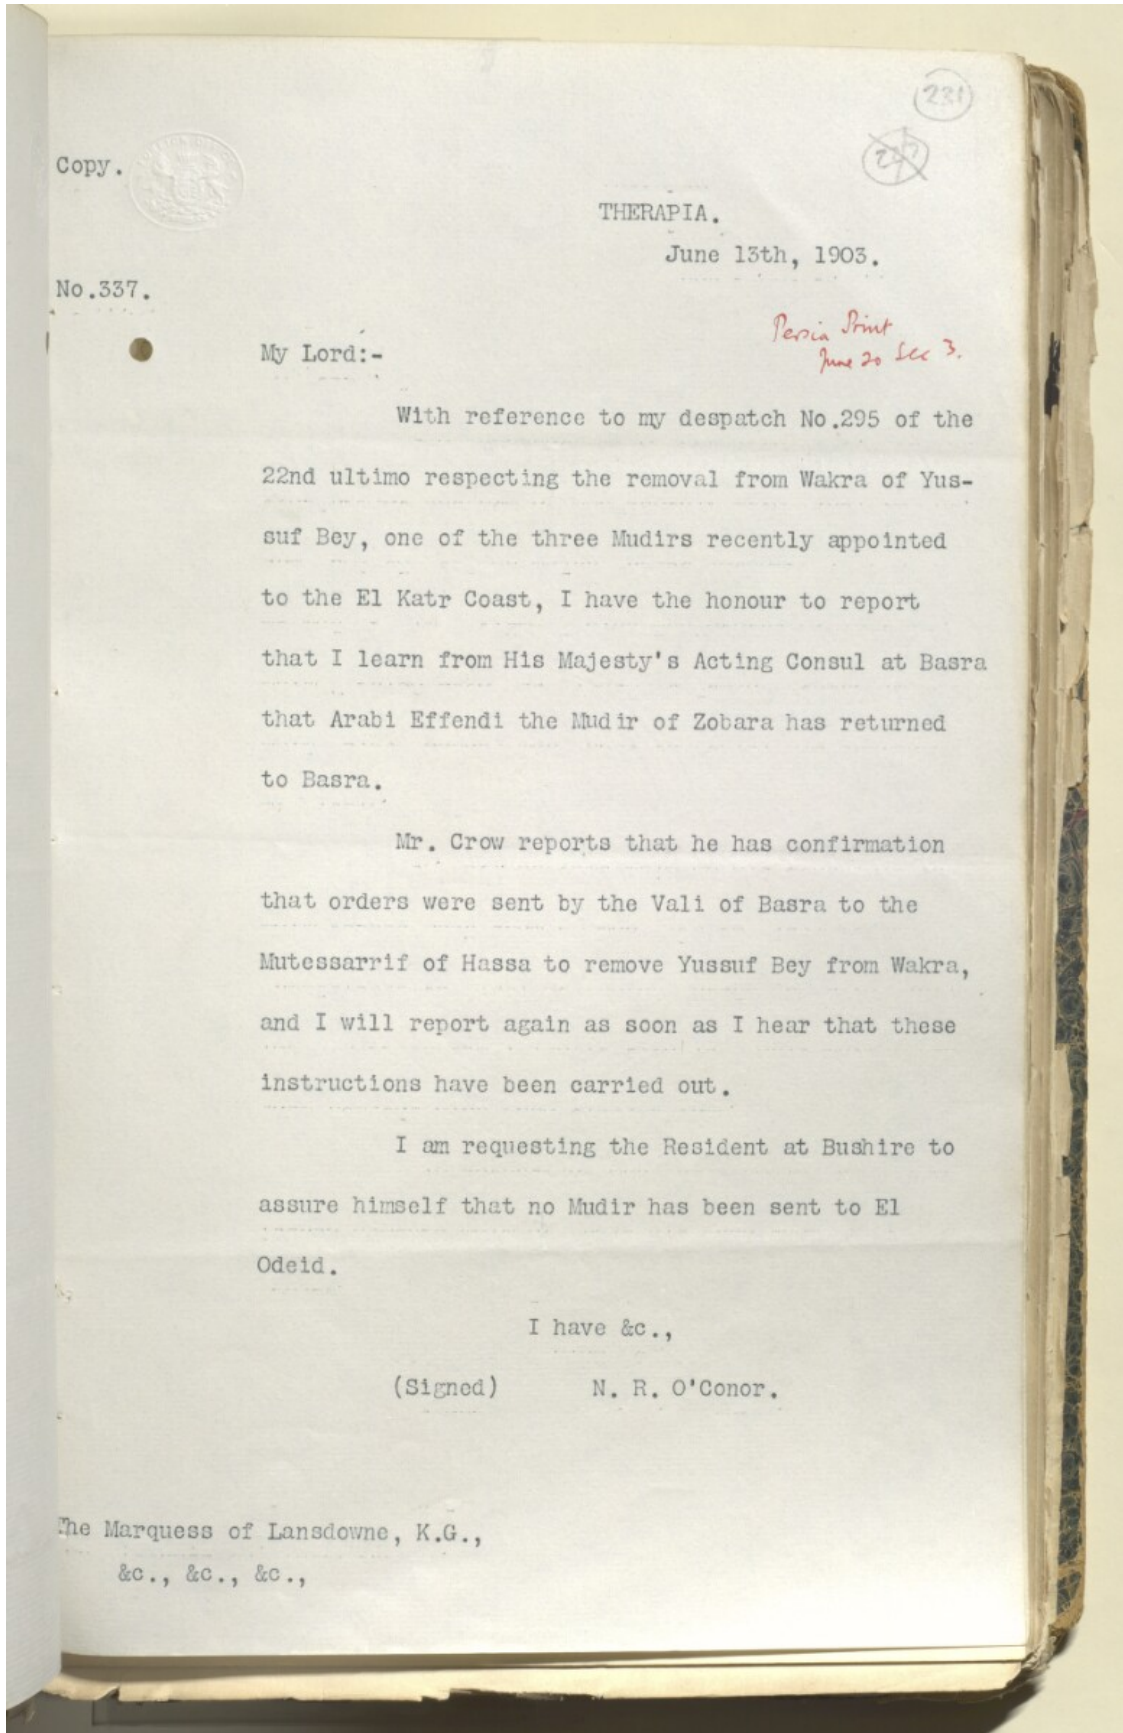 231
Copy.
THERAPIA.
June 13th, 1903.
No.337.
Persia Print
June 20 Sec 3.
My Lord:-
With reference to my despatch No.295 of the
22nd ultimo respecting the removal from Wakra of Yus-
suf Bey, one of the three Mudirs recently appointed
to the El Katr Coast, I have the honour to report
that I learn from His Majesty's Acting Consul at Basra
that Arabi Effendi the Mudir of Zobara has returned
to Basra.
Mr. Crow reports that he has confirmation
that orders were sent by the Vali of Basra to the
Mutessarrif of Hassa to remove Yussuf Bey from Wakra,
and I will report again as soon as I hear that these
instructions have been carried out.
I am requesting the Resident at Bushire to
assure himself that no Mudir has been sent to El
Odeid.
I have &c.,
(Signed) N. R. O'Conor.
The Marquess of Lansdowne, K.G.,
&c., &c., &c.,